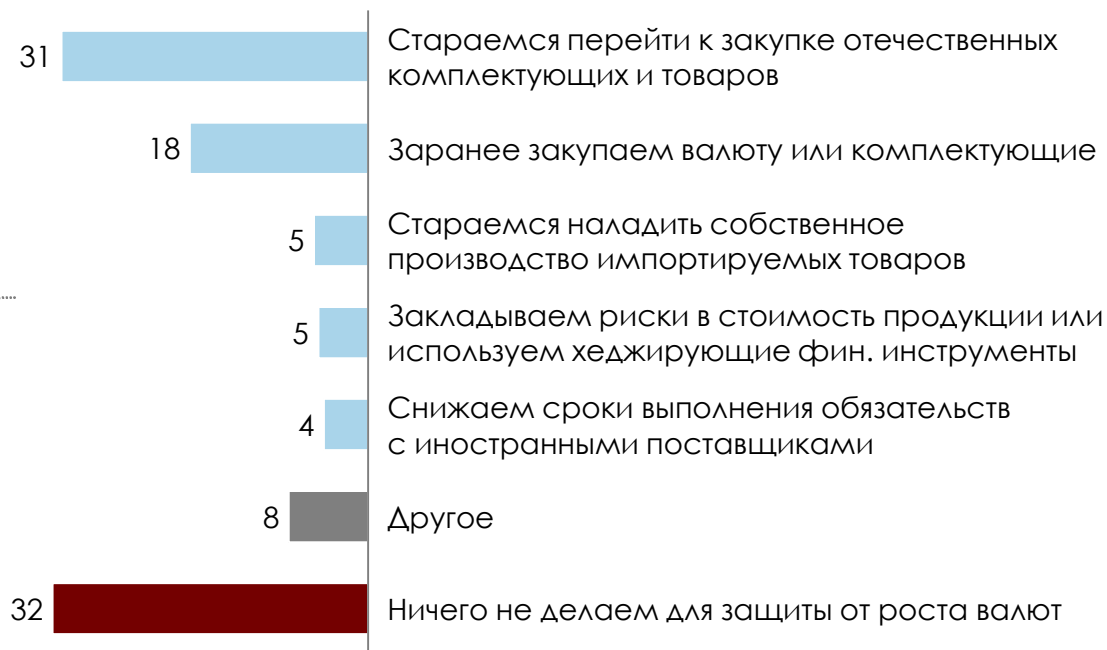 31
Стараемся перейти к закупке отечественных
комплектующих и товаров
18
Заранее закупаем валюту или комплектующие
5
Стараемся наладить собственное
производство импортируемых товаров
5
Закладываем риски в стоимость продукции или
используем хеджирующие фин. инструменты
4
Снижаем сроки выполнения обязательств
с иностранными поставщиками
8
Другое
32
Ничего не делаем для защиты от роста валют